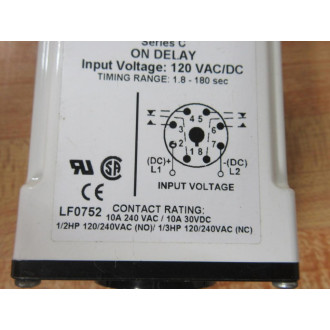 Series C
ON DELAY
Input Voltage: 120 VAC/DC
TIMING RANGE: 1.8 - 180 sec
4 5
3 6
2 7
1 8
(DC)+ (DC)-
L1 L2
INPUT VOLTAGE
LF0752 CONTACT RATING:
10A 240 VAC / 10A 30VDC
1/2HP 120/240VAC (NO)/ 1/3HP 120/240VAC (NC)